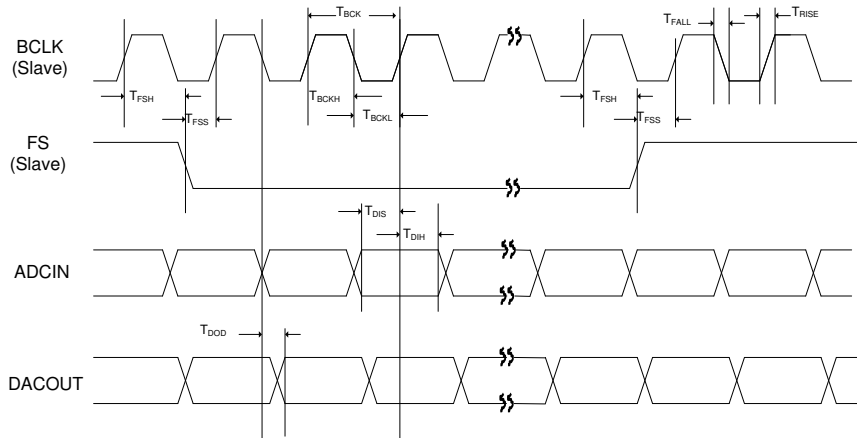 T_BCK
T_FALL
T_RISE
BCLK
(Slave)
T_FSH
T_BCKH
T_FSH
T_FSS
T_BCKL
T_FSS
FS
(Slave)
T_DIS
T_DIH
ADCIN
T_DOD
DACOUT